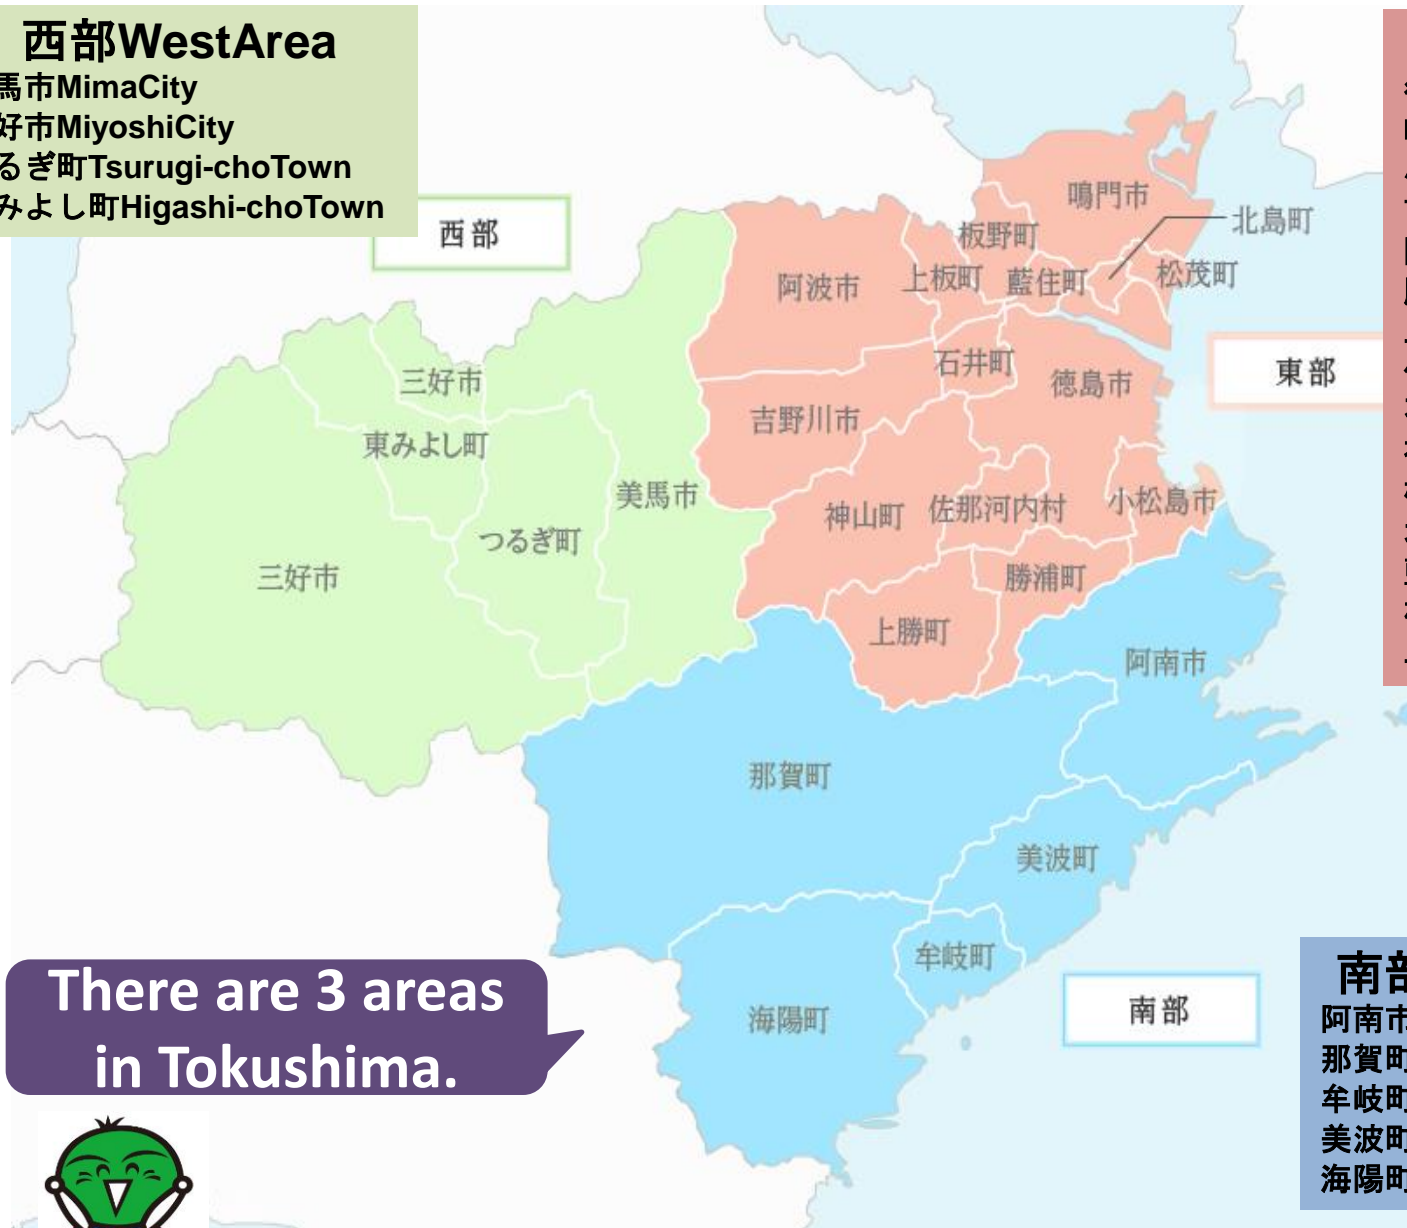 西部WestArea
馬市MimaCity
好市MiyoshiCity
るぎ町Tsurugi-choTown
みよし町Higashi-choTown
西部
鳴門市
北島町
板野町
阿波市
上板町
藍住町
松茂町
石井町
東部
三好市
徳島市
吉野川市
東みよし町
美馬市
神山町
佐那河内村
小松島市
つるぎ町
三好市
勝浦町
上勝町
阿南市
那賀町
美波町
牟岐町
海陽町
南部
There are 3 areas
in Tokushima.
南部
阿南市
那賀町
牟岐町
美波町
海陽町